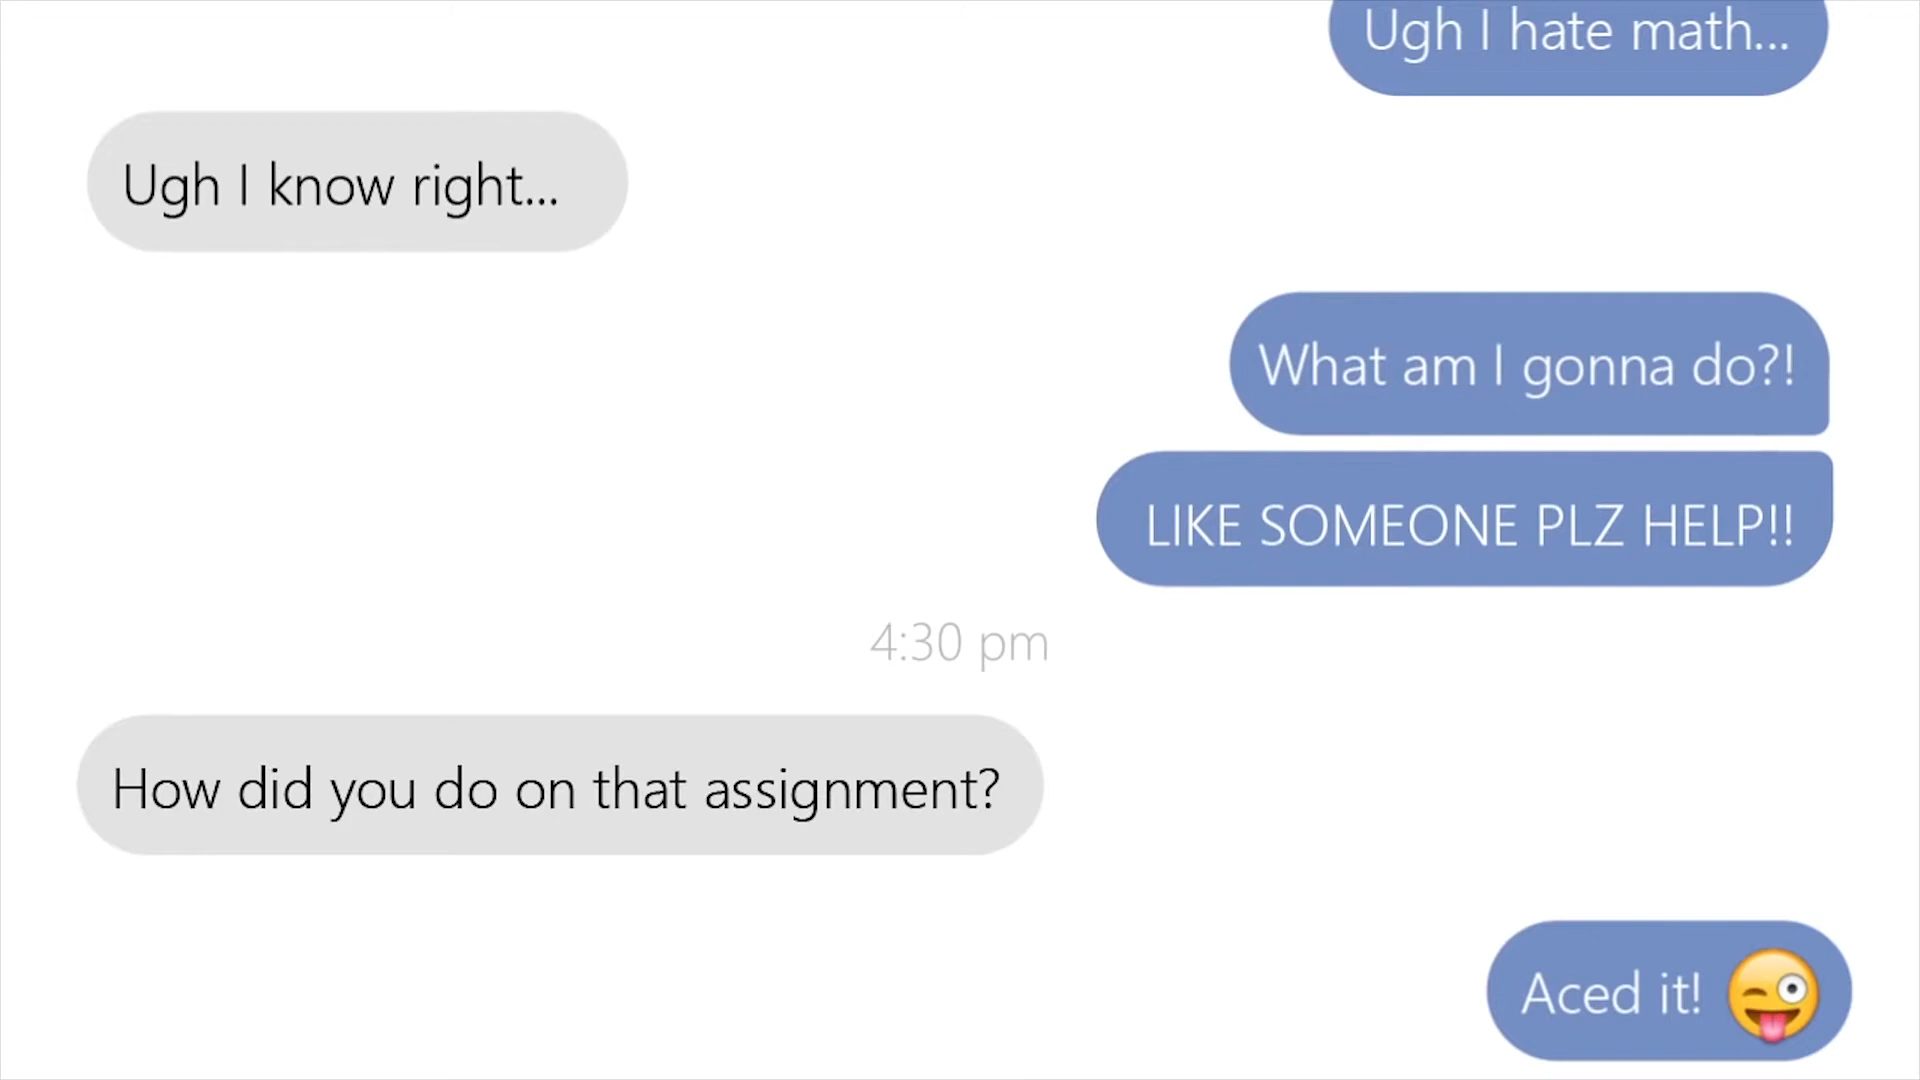 Ugh I hate math...
Ugh I know right...
What am I gonna do?!
LIKE SOMEONE PLZ HELP!!
4:30 pm
How did you do on that assignment?
Aced it! 😜